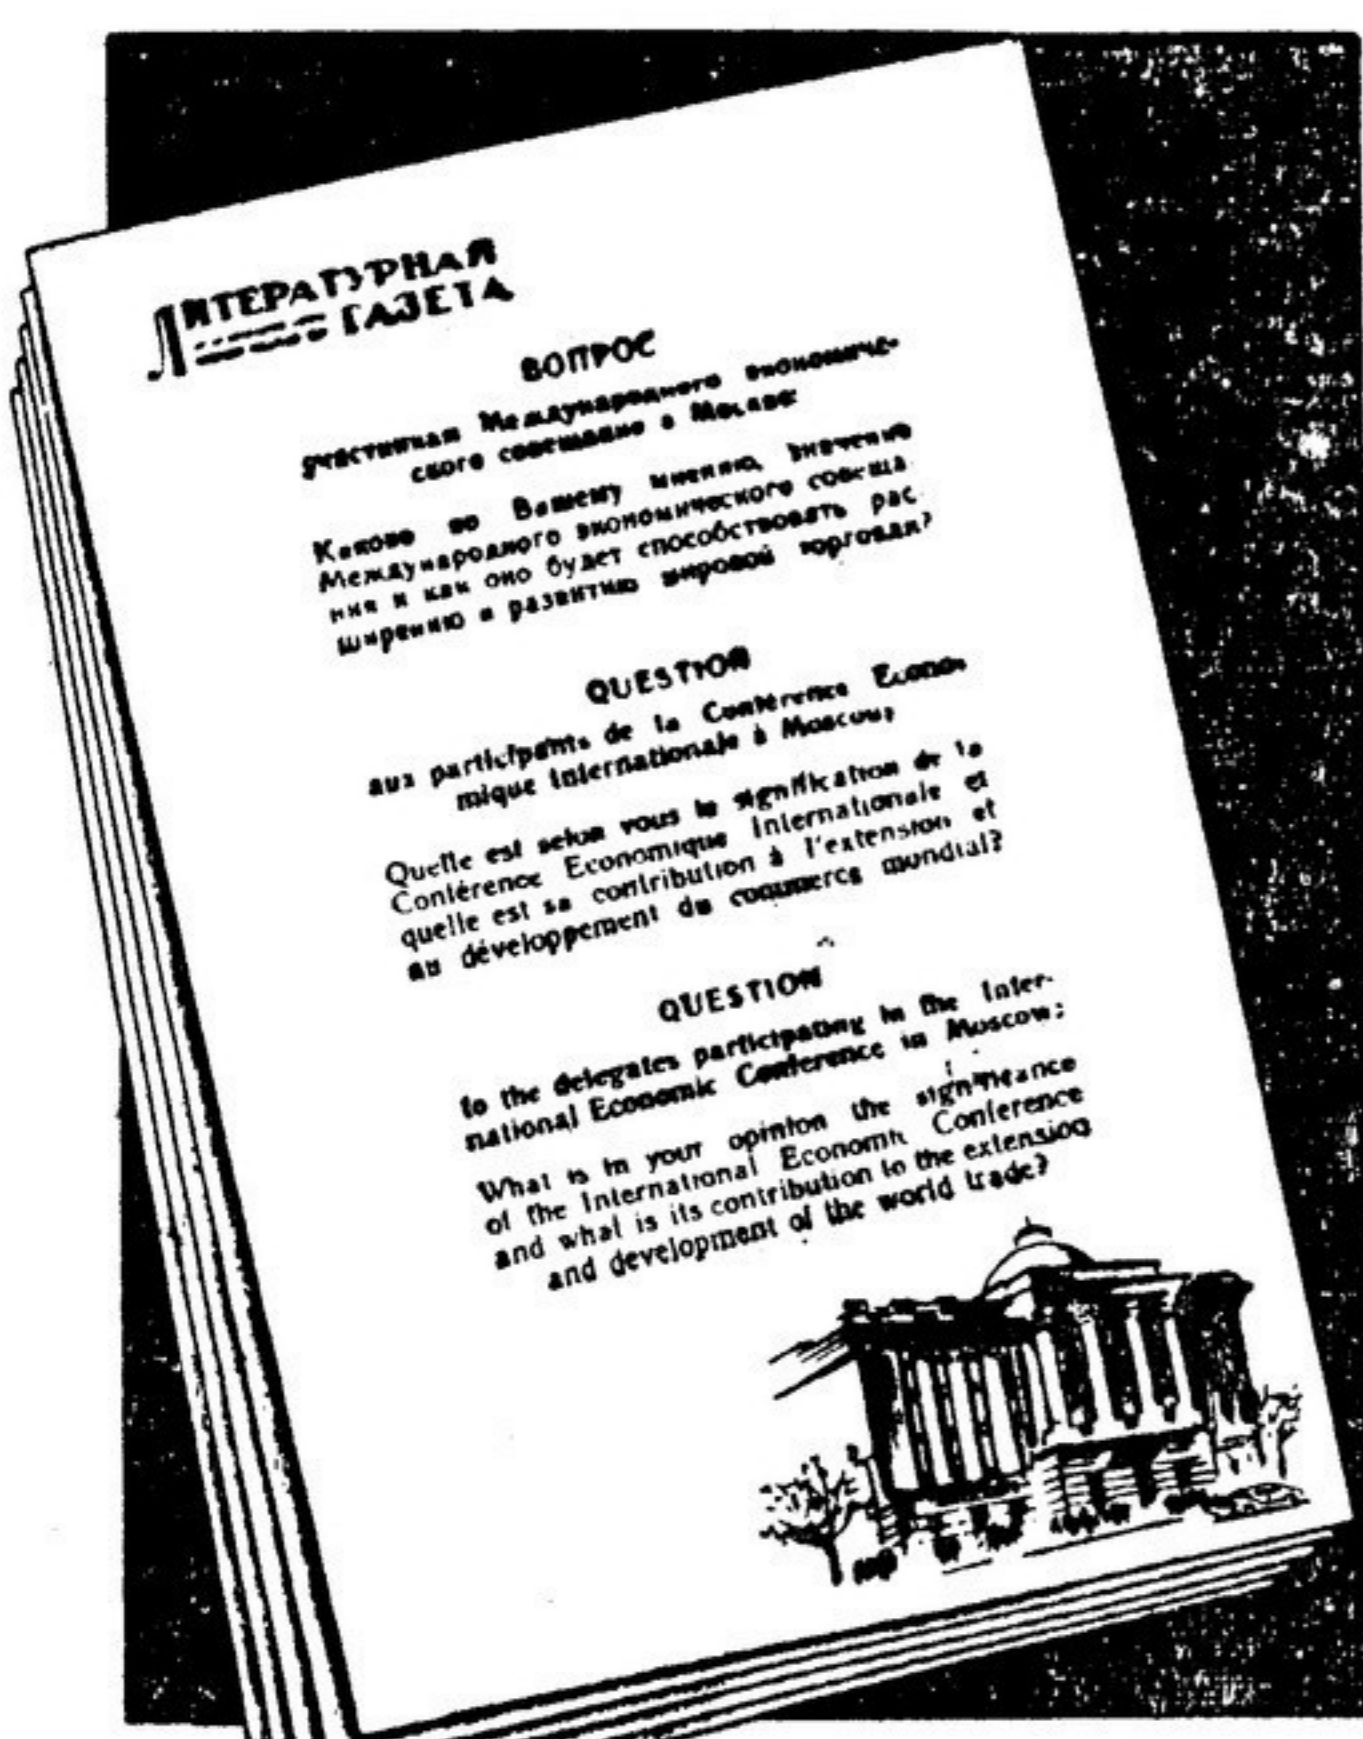 ЛИТЕРАТУРНАЯ
ГАЗЕТА
ВОПРОС
участникам Международного экономиче-
ского совещания в Москве:
Каково по Вашему мнению, значение
Международного экономического совеща
ния и как оно будет способствовать рас
ширению и развитию мировой торговли?
QUESTION
aux participants de la Conférence Econo-
mique Internationale à Moscou:
Quelle est selon vous la signification de la
Conférence Economique Internationale et
quelle est sa contribution à l'extension et
au développement du commerce mondial?
QUESTION
to the delegates participating in the Inter-
national Economic Conference in Moscow:
What is in your opinion the significance
of the International Economic Conference
and what is its contribution to the extension
and development of the world trade?